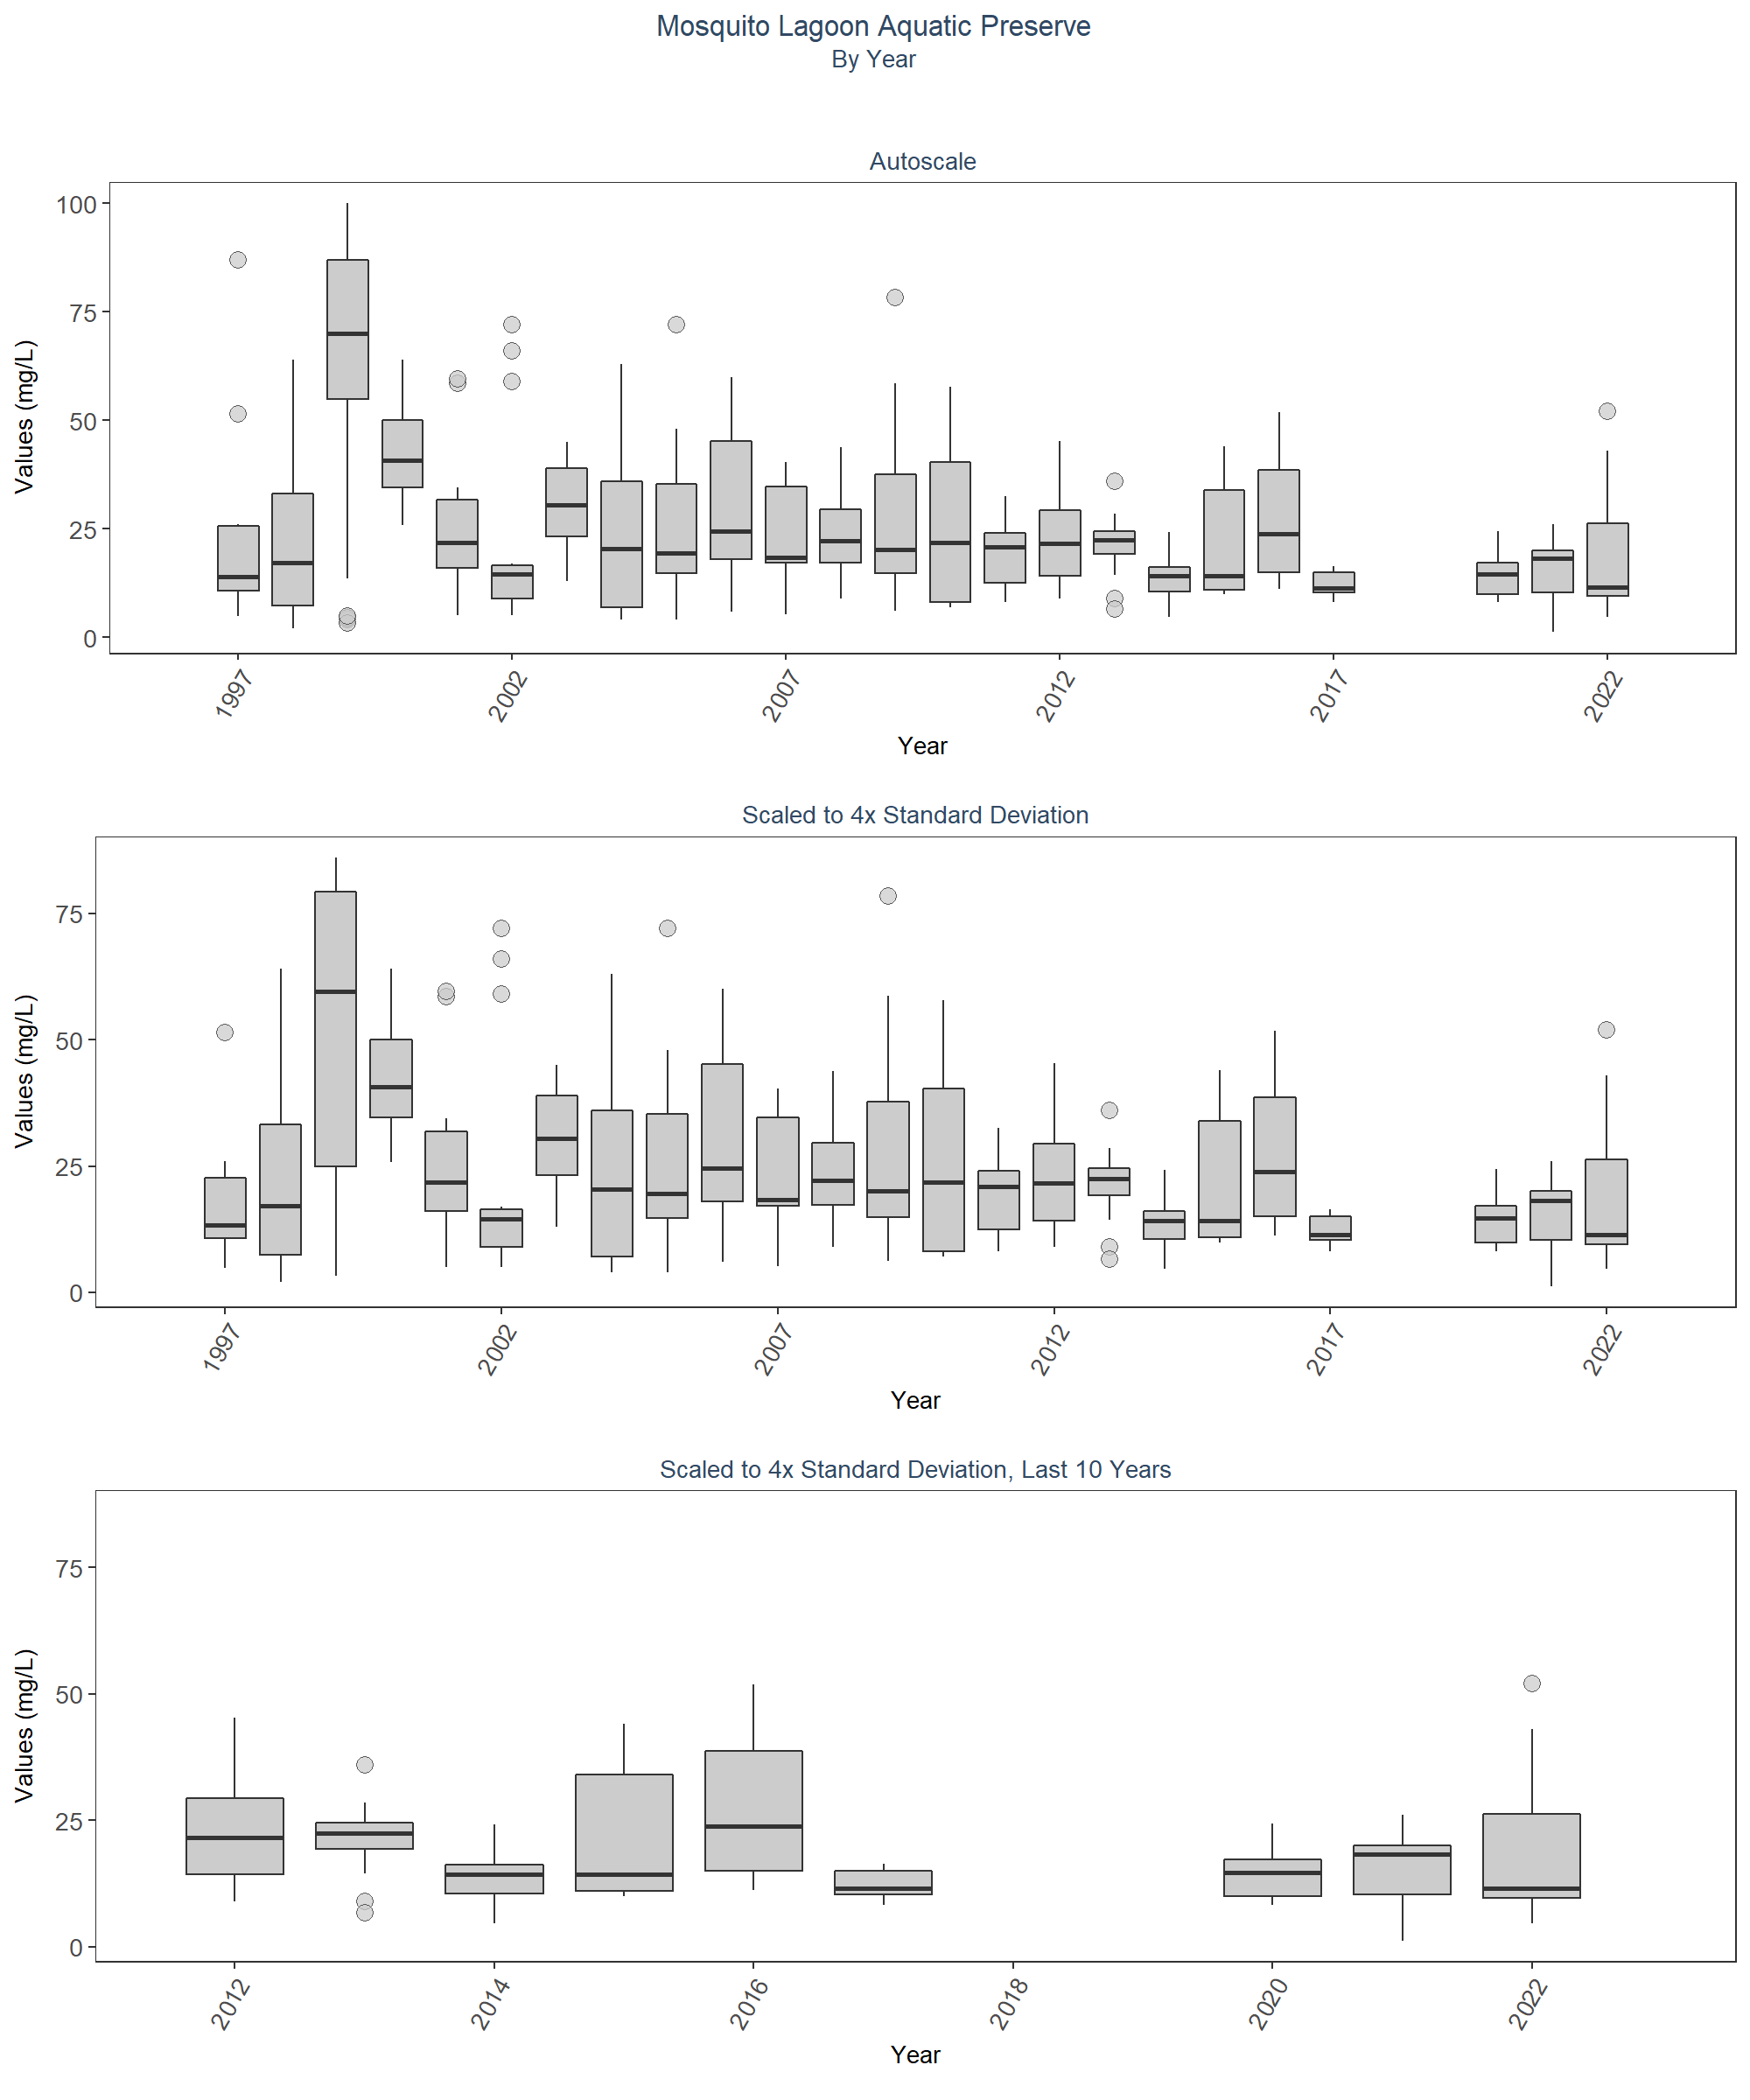 Mosquito Lagoon Aquatic Preserve
By Year
Autoscale
Values (mg/L)
100
75
50
25
0
1997
2002
2007
2012
2017
2022
Year
Scaled to 4x Standard Deviation
Values (mg/L)
75
50
25
0
1997
2002
2007
2012
2017
2022
Year
Scaled to 4x Standard Deviation, Last 10 Years
Values (mg/L)
75
50
25
0
2012
2014
2016
2018
2020
2022
Year